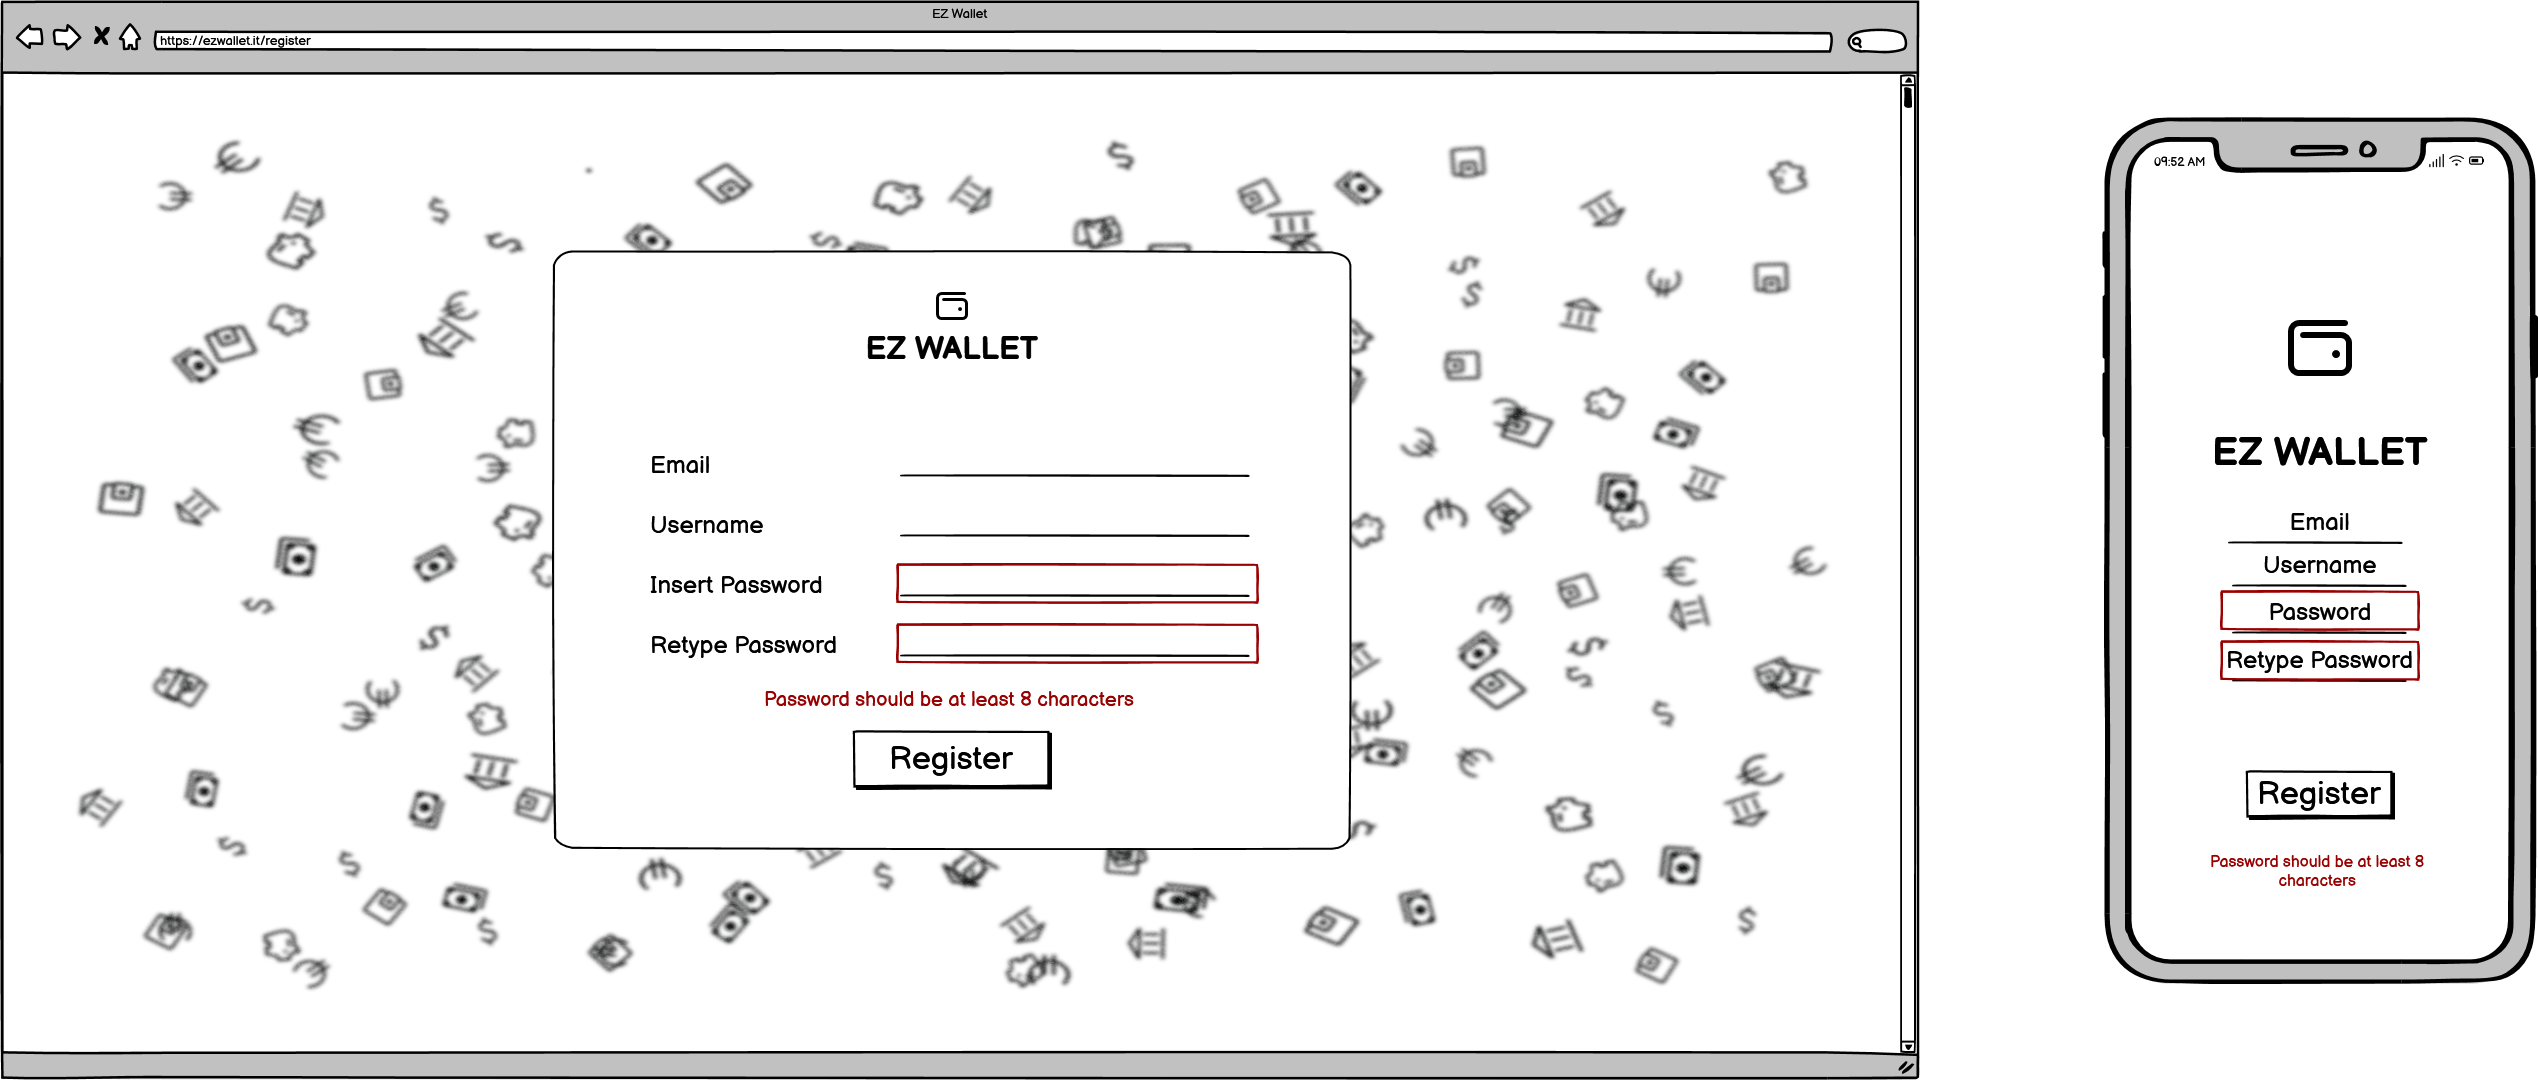 EZ Wallet
https://ezwallet.it/register
EZ WALLET
Email
Username
Insert Password
Retype Password
Password should be at least 8 characters
Register
09:52 AM
EZ WALLET
Email
Username
Password
Retype Password
Register
Password should be at least 8
characters